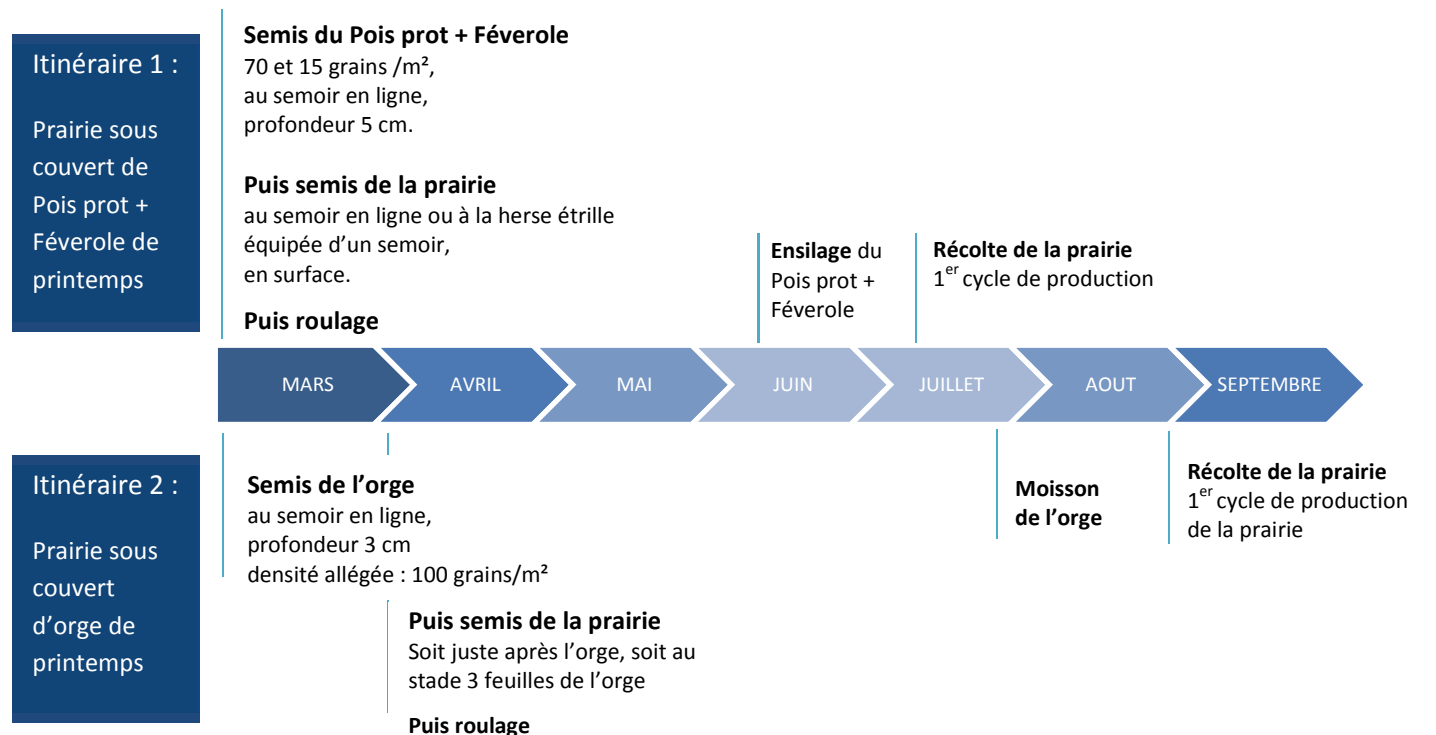 Itinéraire 1 :
Prairie sous
couvert de
Pois prot +
Féverole de
printemps
Semis du Pois prot + Féverole
70 et 15 grains /m²,
au semoir en ligne,
profondeur 5 cm.
Puis semis de la prairie
au semoir en ligne ou à la herse étrille
équipée d’un semoir,
en surface.
Puis roulage
Ensilage du
Pois prot +
Féverole
Récolte de la prairie
1er cycle de production
MARS
AVRIL
MAI
JUIN
JUILLET
AOUT
SEPTEMBRE
Itinéraire 2 :
Prairie sous
couvert
d’orge de
printemps
Semis de l’orge
au semoir en ligne,
profondeur 3 cm
densité allégée : 100 grains/m²
Puis semis de la prairie
Soit juste après l’orge, soit au
stade 3 feuilles de l’orge
Puis roulage
Moisson
de l’orge
Récolte de la prairie
1er cycle de production
de la prairie